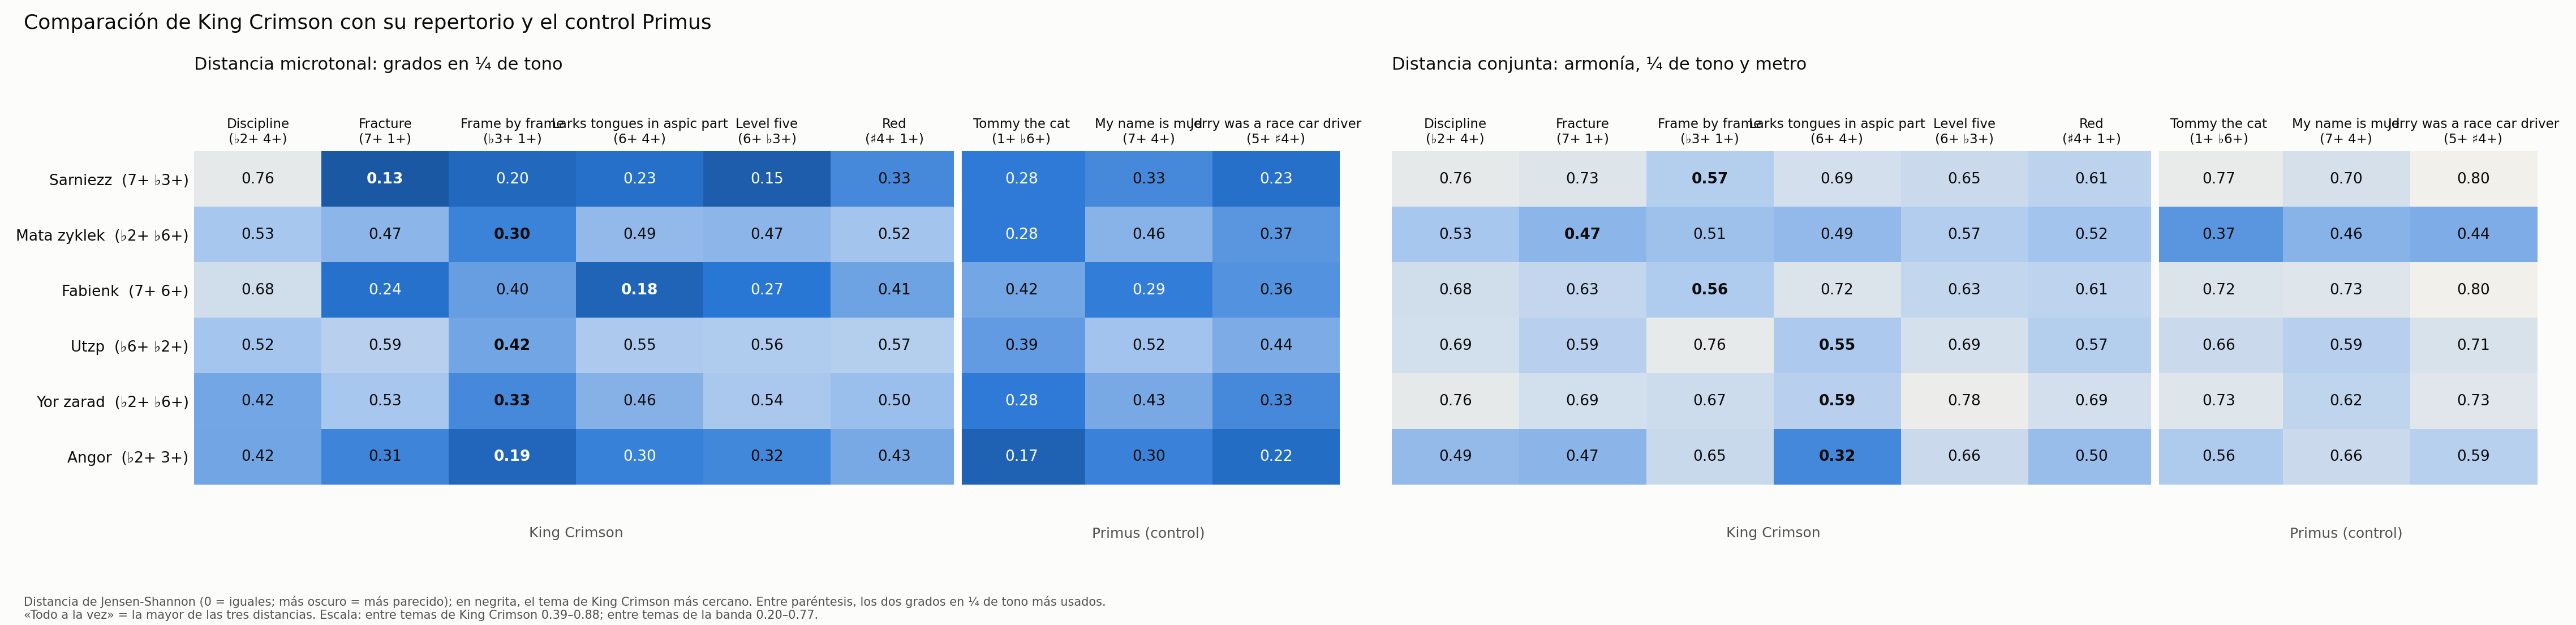 Comparación de King Crimson con su repertorio y el control Primus
Distancia microtonal: grados en ¼ de tono
Distancia conjunta: armonía, ¼ de tono y metro
Discipline Fracture Frame by frame Larks tongues in aspic part Level five Red Tommy the cat My name is mud Jerry was a race car driver
(♭2+ 4+) (7+ 1+) (♭3+ 1+) (6+ 4+) (6+ ♭3+) (♯4+ 1+) (1+ ♭6+) (7+ 4+) (5+ ♯4+)
Discipline Fracture Frame by frame Larks tongues in aspic part Level five Red Tommy the cat My name is mud Jerry was a race car driver
(♭2+ 4+) (7+ 1+) (♭3+ 1+) (6+ 4+) (6+ ♭3+) (♯4+ 1+) (1+ ♭6+) (7+ 4+) (5+ ♯4+)
Sarniezz (7+ ♭3+) 0.76 0.13 0.20 0.23 0.15 0.33 0.28 0.33 0.23 0.76 0.73 0.57 0.69 0.65 0.61 0.77 0.70 0.80
Mata zyklek (♭2+ ♭6+) 0.53 0.47 0.30 0.49 0.47 0.52 0.28 0.46 0.37 0.53 0.47 0.51 0.49 0.57 0.52 0.37 0.46 0.44
Fabienk (7+ 6+) 0.68 0.24 0.40 0.18 0.27 0.41 0.42 0.29 0.36 0.68 0.63 0.56 0.72 0.63 0.61 0.72 0.73 0.80
Utzp (♭6+ ♭2+) 0.52 0.59 0.42 0.55 0.56 0.57 0.39 0.52 0.44 0.69 0.59 0.76 0.55 0.69 0.57 0.66 0.59 0.71
Yor zarad (♭2+ ♭6+) 0.42 0.53 0.33 0.46 0.54 0.50 0.28 0.43 0.33 0.76 0.69 0.67 0.59 0.78 0.69 0.73 0.62 0.73
Angor (♭2+ 3+) 0.42 0.31 0.19 0.30 0.32 0.43 0.17 0.30 0.22 0.49 0.47 0.65 0.32 0.66 0.50 0.56 0.66 0.59
King Crimson Primus (control) King Crimson Primus (control)
Distancia de Jensen-Shannon (0 = iguales; más oscuro = más parecido); en negrita, el tema de King Crimson más cercano. Entre paréntesis, los dos grados en ¼ de tono más usados.
«Todo a la vez» = la mayor de las tres distancias. Escala: entre temas de King Crimson 0.39–0.88; entre temas de la banda 0.20–0.77.